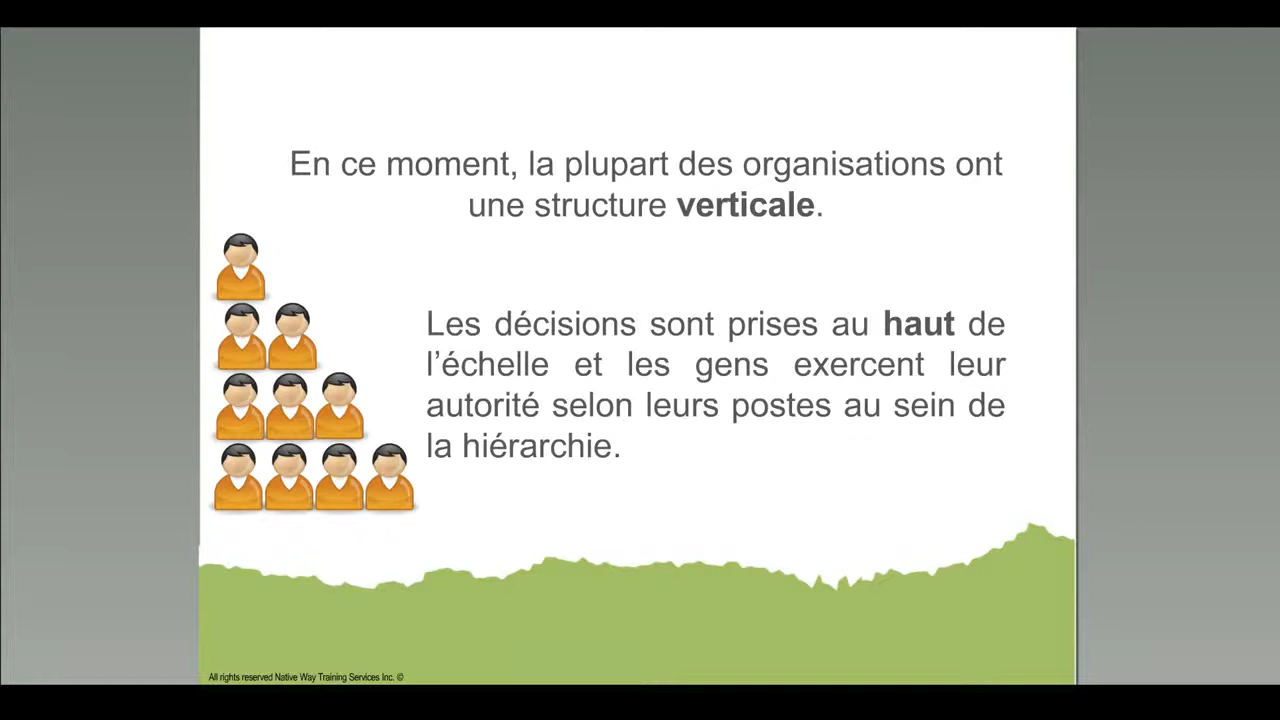 En ce moment, la plupart des organisations ont
une structure verticale.
Les décisions sont prises au haut de
l’échelle et les gens exercent leur
autorité selon leurs postes au sein de
la hiérarchie.
All rights reserved Native Way Training Services Inc. ©